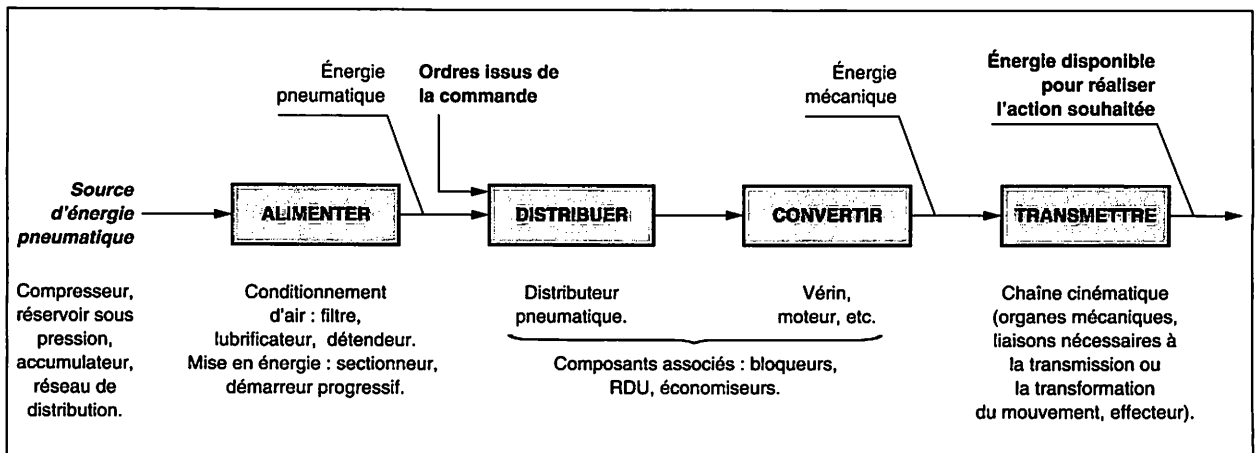 Énergie
pneumatique
Ordres issus de
la commande
Énergie
mécanique
Énergie disponible
pour réaliser
l'action souhaitée
Source
d'énergie
pneumatique
ALIMENTER
DISTRIBUER
CONVERTIR
TRANSMETTRE
Compresseur,
réservoir sous
pression,
accumulateur,
réseau de
distribution.
Conditionnement
d'air : filtre,
lubrificateur, détendeur.
Mise en énergie : sectionneur,
démarreur progressif.
Distributeur
pneumatique.
Vérin,
moteur, etc.
Composants associés : bloqueurs,
RDU, économiseurs.
Chaîne cinématique
(organes mécaniques,
liaisons nécessaires à
la transmission ou
la transformation
du mouvement, effecteur).